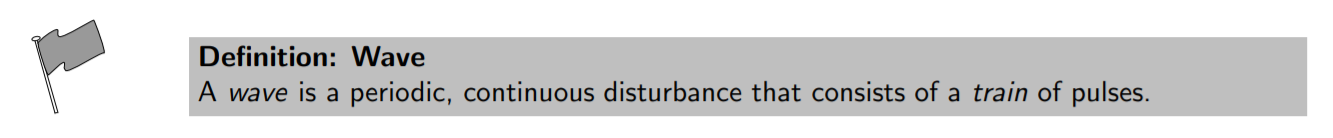 Definition: Wave
A wave is a periodic, continuous disturbance that consists of a train of pulses.